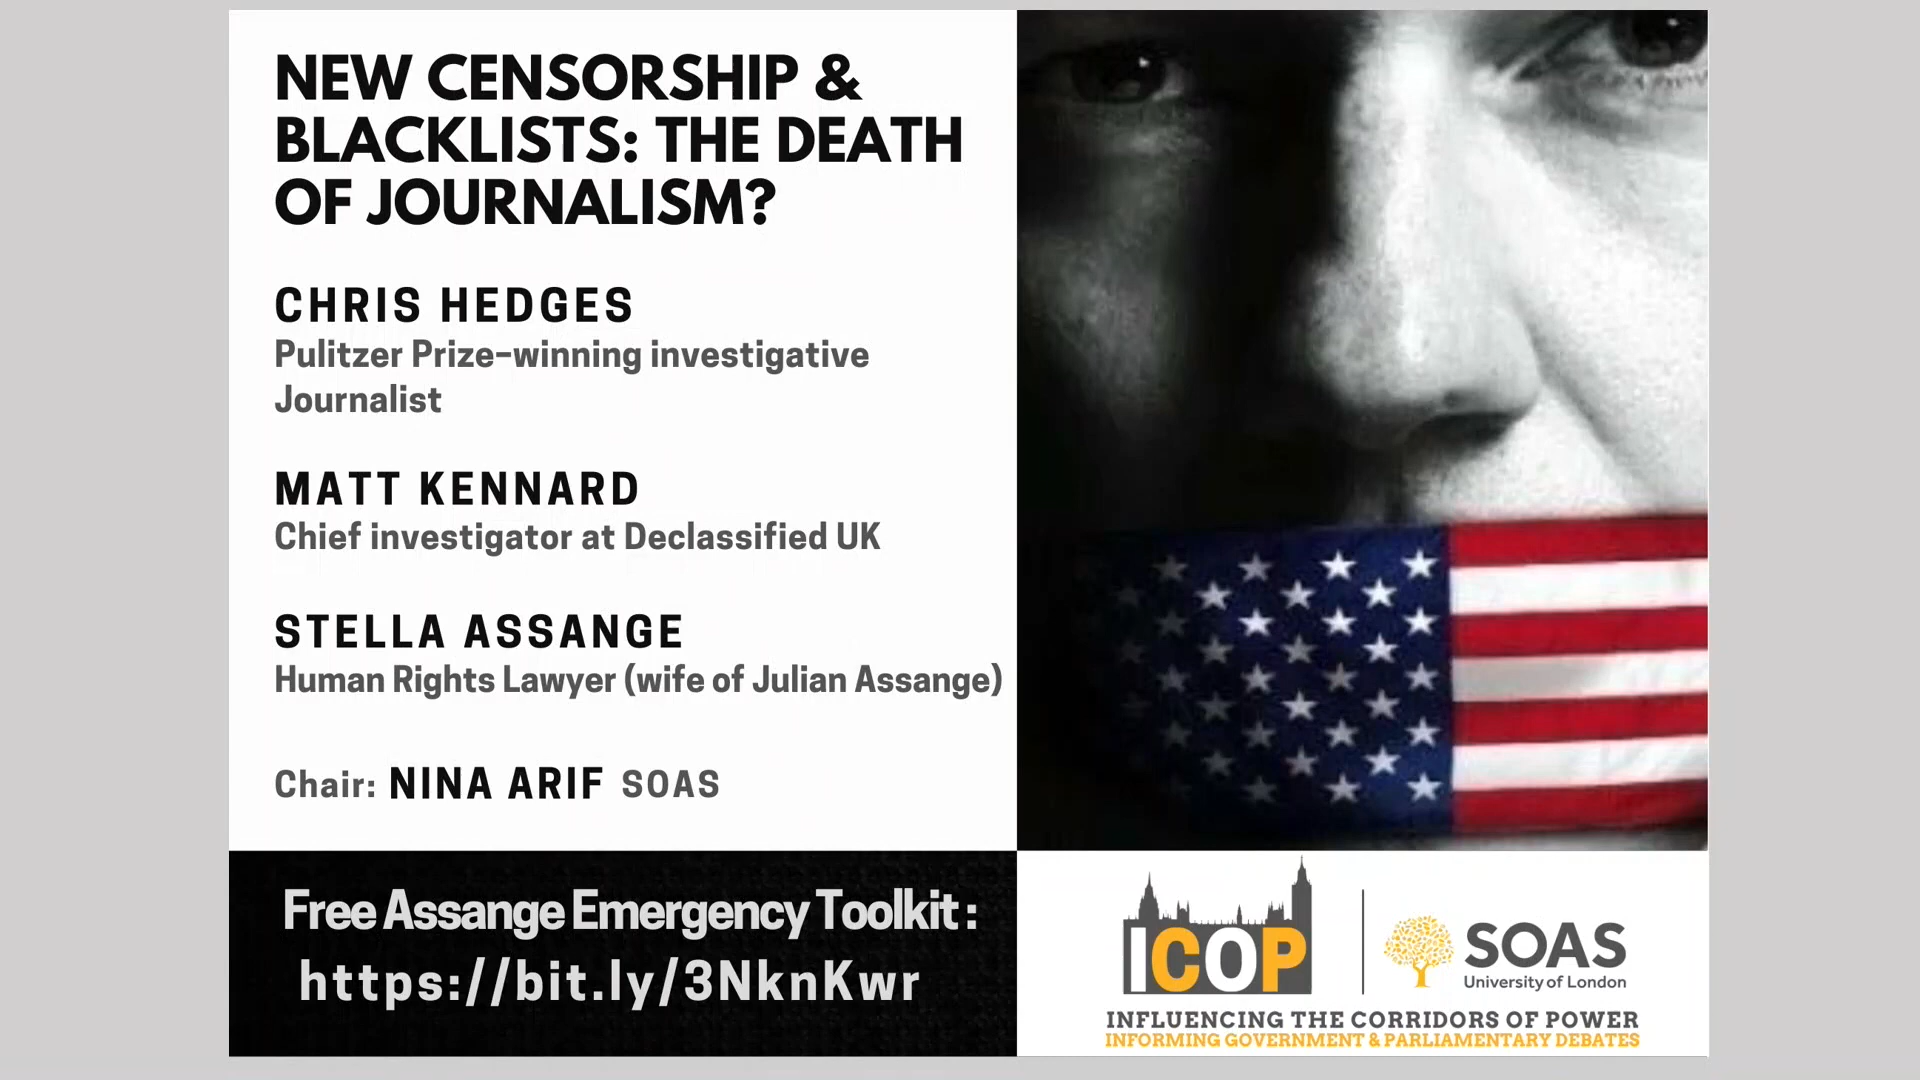 NEW CENSORSHIP &
BLACKLISTS: THE DEATH
OF JOURNALISM?
CHRIS HEDGES
Pulitzer Prize-winning investigative
Journalist
MATT KENNARD
Chief investigator at Declassified UK
STELLA ASSANGE
Human Rights Lawyer (wife of Julian Assange)
Chair: NINA ARIF SOAS
Free Assange Emergency Toolkit :
https://bit.ly/3NknKwr
ICOP
SOAS
University of London
INFLUENCING THE CORRIDORS OF POWER
INFORMING GOVERNMENT & PARLIAMENTARY DEBATES